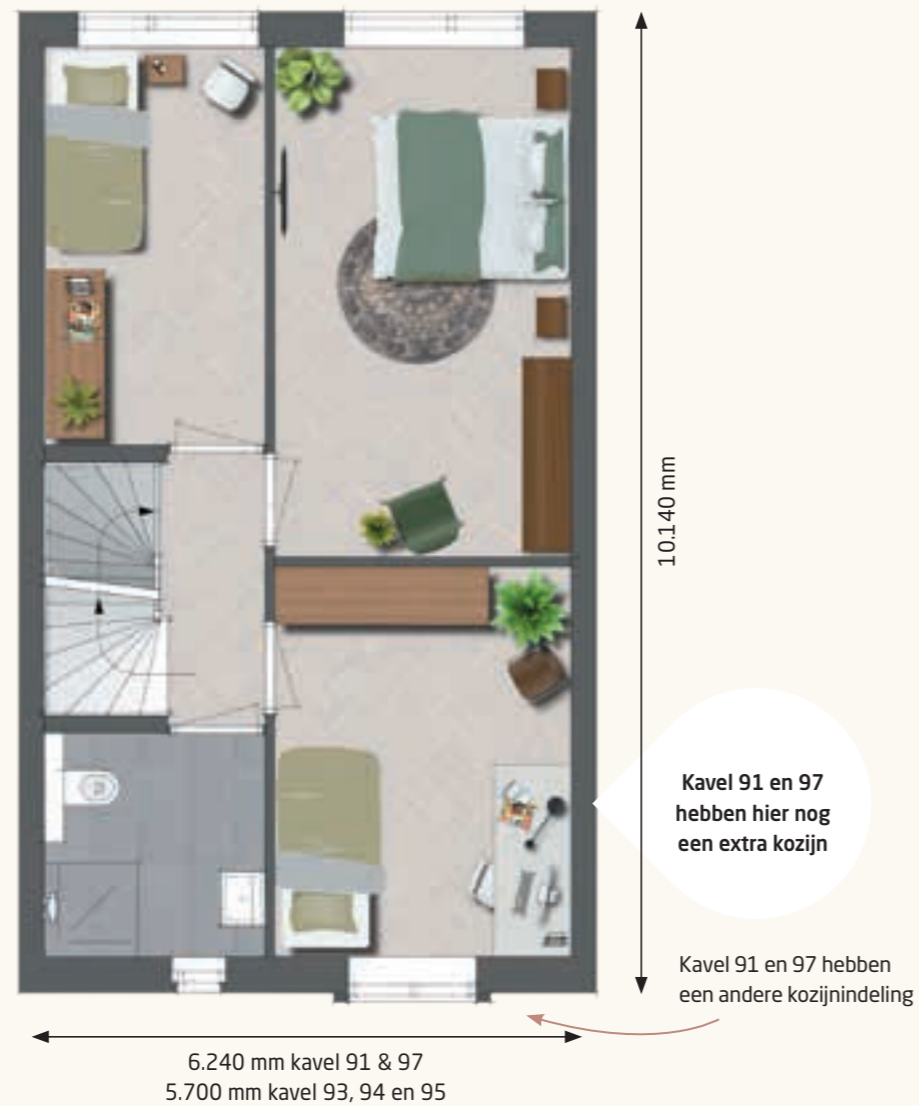 10.140 mm
Kavel 91 en 97
hebben hier nog
een extra kozijn
Kavel 91 en 97 hebben
een andere kozijnindeling
6.240 mm kavel 91 & 97
5.700 mm kavel 93, 94 en 95